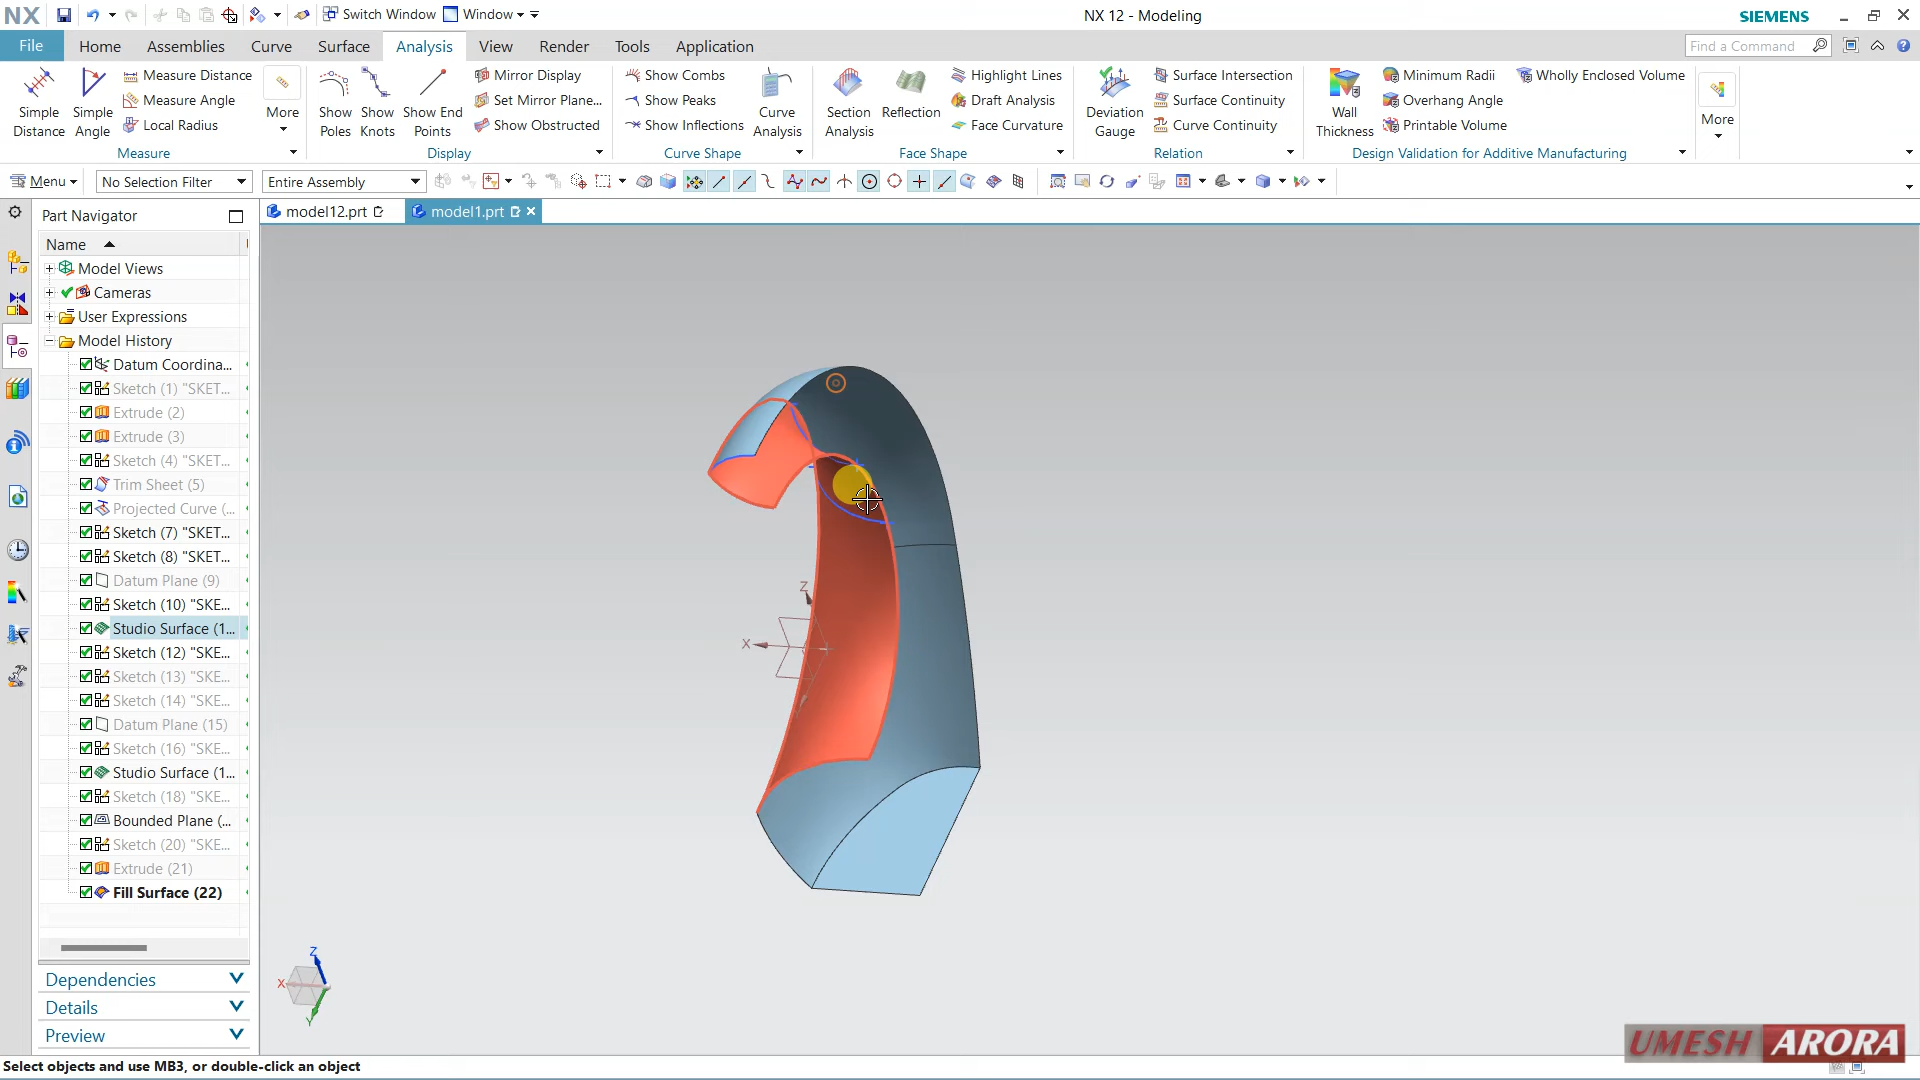 NX Switch Window Window NX 12 - Modeling SIEMENS
File Home Assemblies Curve Surface Analysis View Render Tools Application Find a Command
Simple Distance
Simple Angle
Measure Distance
Measure Angle
Local Radius
More
Measure
Show Poles
Show Knots
Show End Points
Mirror Display
Set Mirror Plane...
Show Obstructed
Display
Show Combs
Show Peaks
Show Inflections
Curve Analysis
Curve Shape
Section Analysis
Reflection
Highlight Lines
Draft Analysis
Face Curvature
Face Shape
Deviation Gauge
Surface Intersection
Surface Continuity
Curve Continuity
Relation
Wall Thickness
Minimum Radii
Overhang Angle
Printable Volume
Wholly Enclosed Volume
Design Validation for Additive Manufacturing
More
Menu No Selection Filter Entire Assembly
Part Navigator
model12.prt model1.prt
Name
Model Views
Cameras
User Expressions
Model History
Datum Coordina...
Sketch (1) "SKET...
Extrude (2)
Extrude (3)
Sketch (4) "SKET...
Trim Sheet (5)
Projected Curve (...
Sketch (7) "SKET...
Sketch (8) "SKET...
Datum Plane (9)
Sketch (10) "SKE...
Studio Surface (1...
Sketch (12) "SKE...
Sketch (13) "SKE...
Sketch (14) "SKE...
Datum Plane (15)
Sketch (16) "SKE...
Studio Surface (1...
Sketch (18) "SKE...
Bounded Plane (...
Sketch (20) "SKE...
Extrude (21)
Fill Surface (22)
Dependencies
Details
Preview
Z
X
Z
X
Y
UMESH ARORA
Select objects and use MB3, or double-click an object